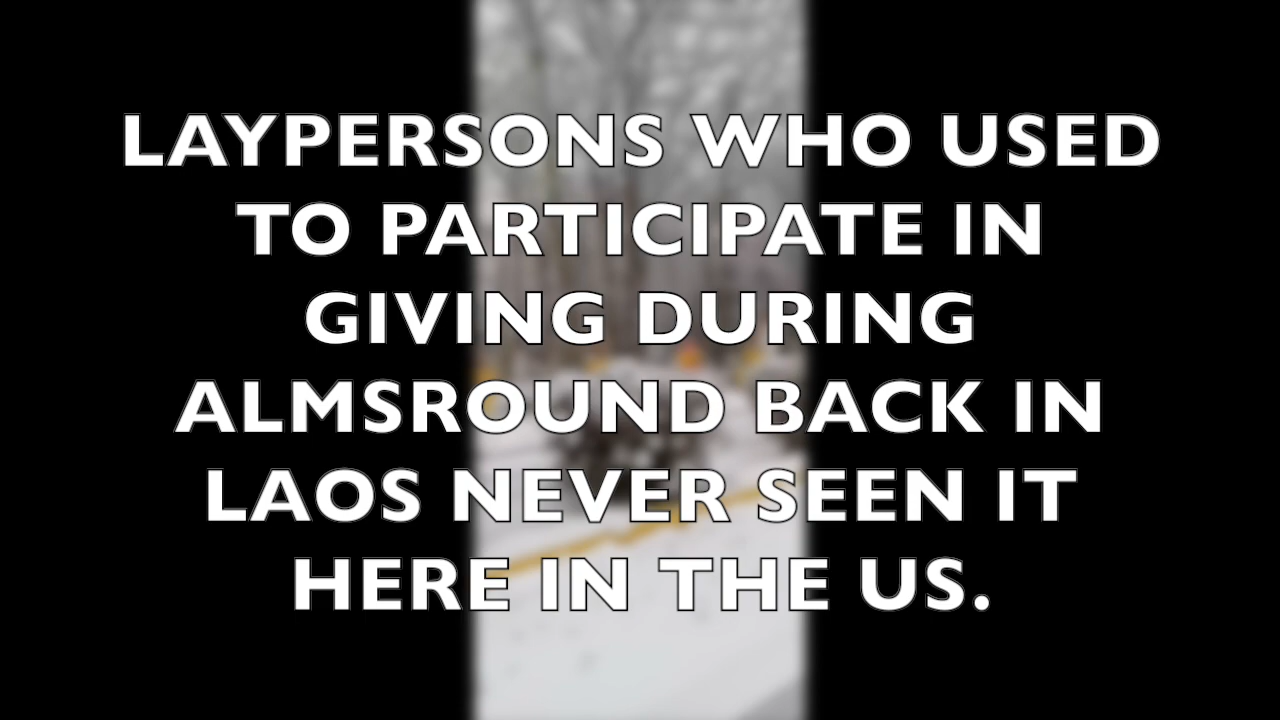 LAYPERSONS WHO USED
TO PARTICIPATE IN
GIVING DURING
ALMSROUND BACK IN
LAOS NEVER SEEN IT
HERE IN THE US.